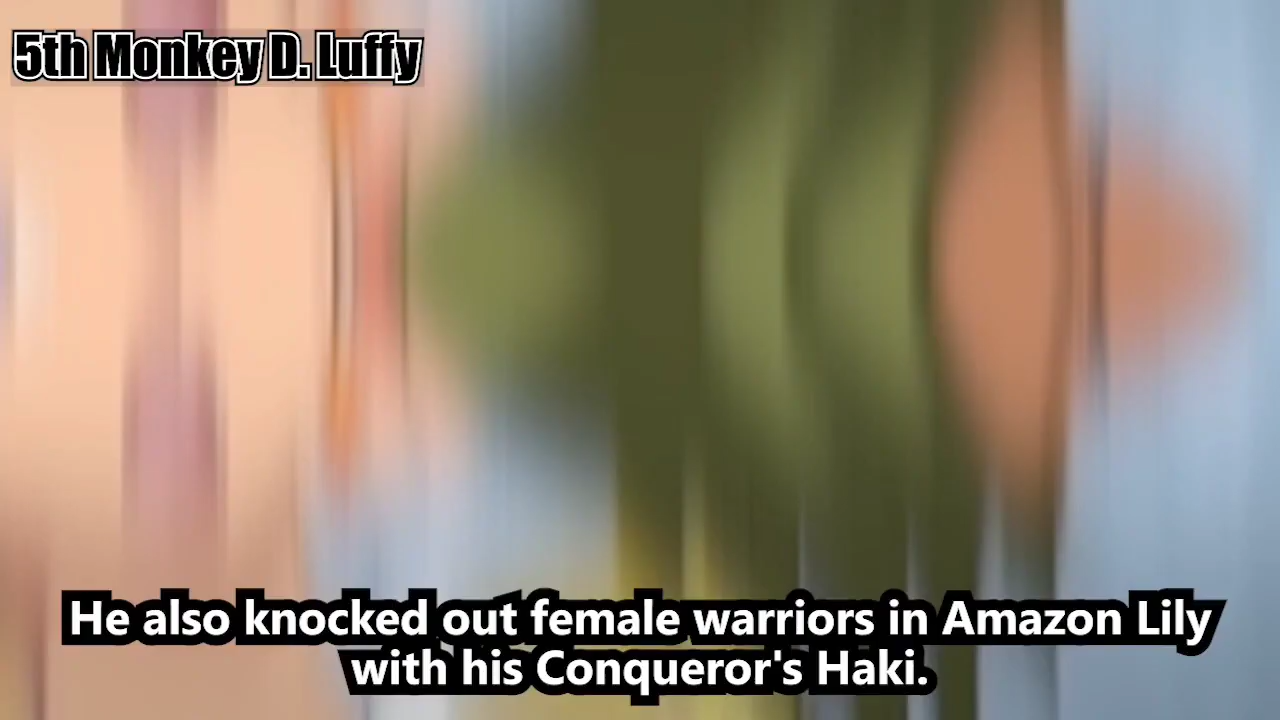 5th Monkey D. Luffy
He also knocked out female warriors in Amazon Lily
with his Conqueror's Haki.